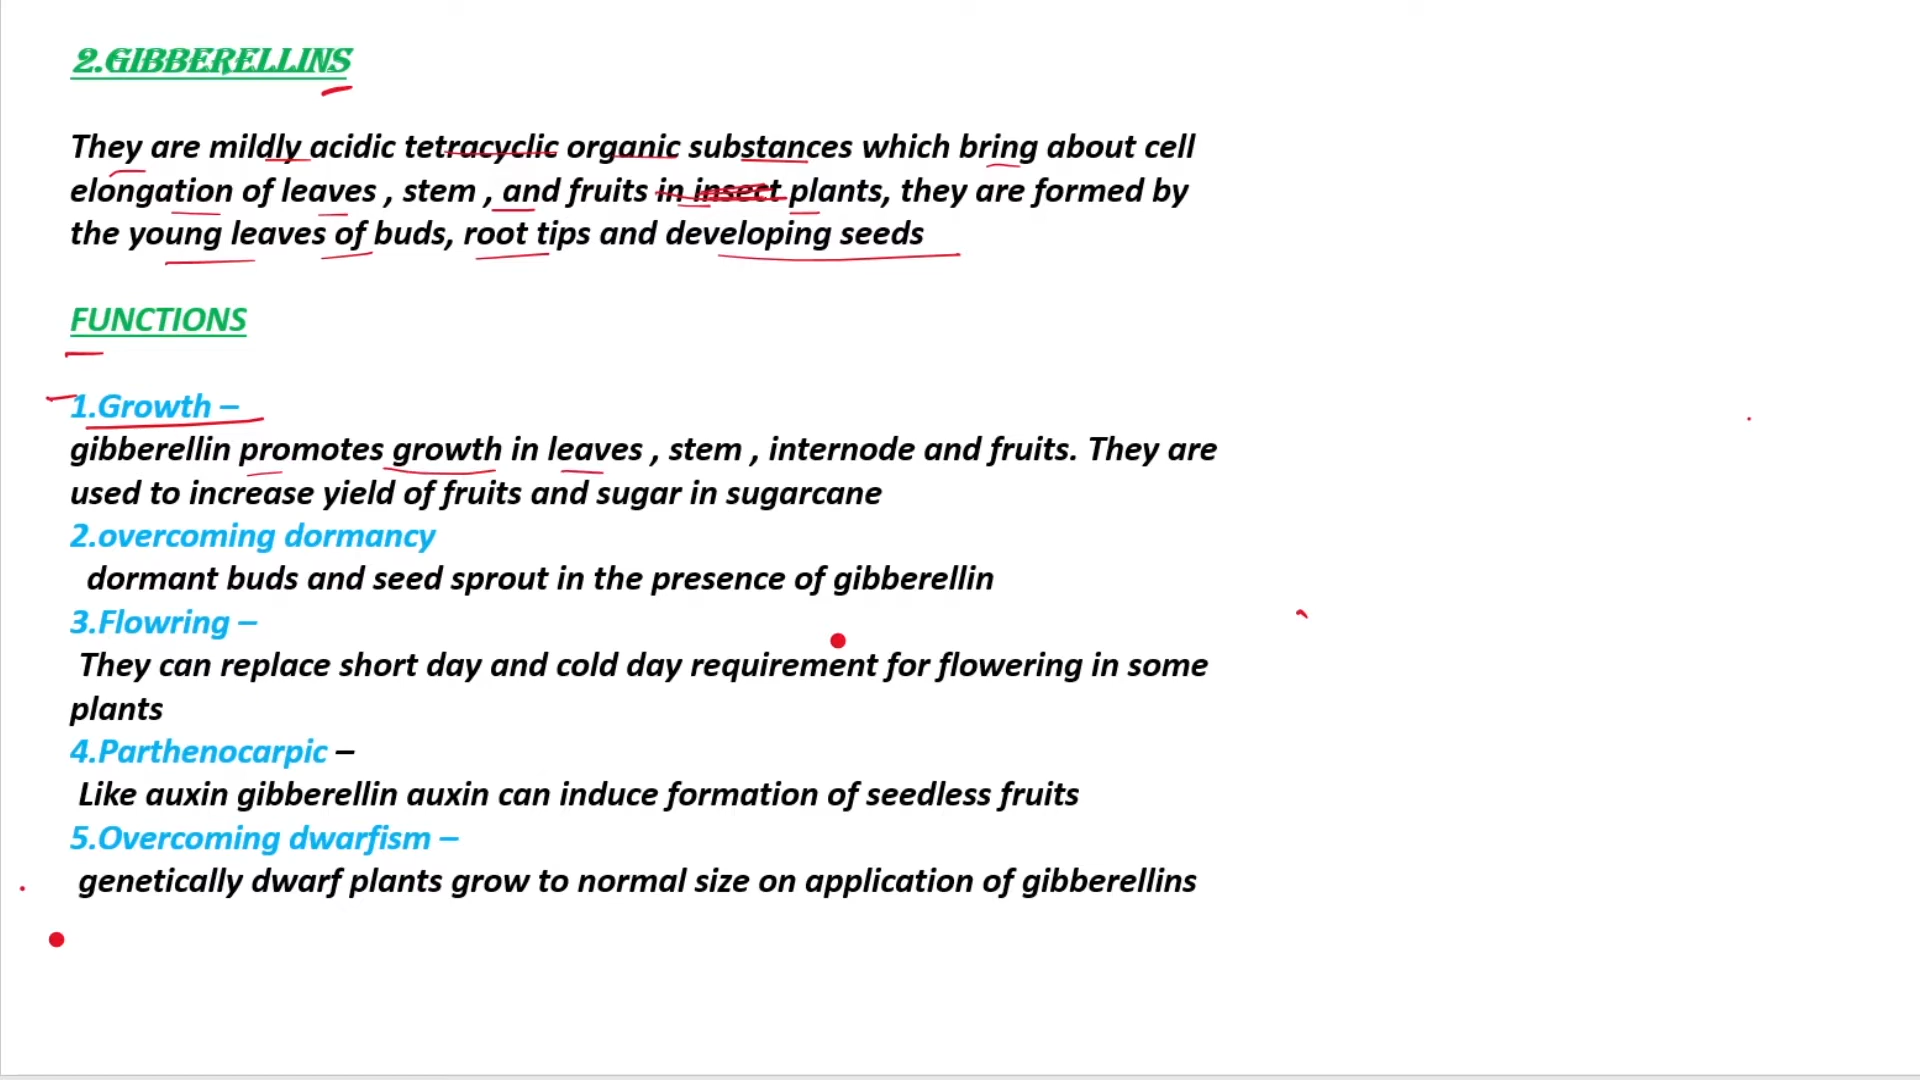 2.GIBBERELLINS
They are mildly acidic tetracyclic organic substances which bring about cell
elongation of leaves , stem , and fruits in insect plants, they are formed by
the young leaves of buds, root tips and developing seeds
FUNCTIONS
1.Growth –
gibberellin promotes growth in leaves , stem , internode and fruits. They are
used to increase yield of fruits and sugar in sugarcane
2.overcoming dormancy
dormant buds and seed sprout in the presence of gibberellin
3.Flowring –
They can replace short day and cold day requirement for flowering in some
plants
4.Parthenocarpic –
Like auxin gibberellin auxin can induce formation of seedless fruits
5.Overcoming dwarfism –
genetically dwarf plants grow to normal size on application of gibberellins